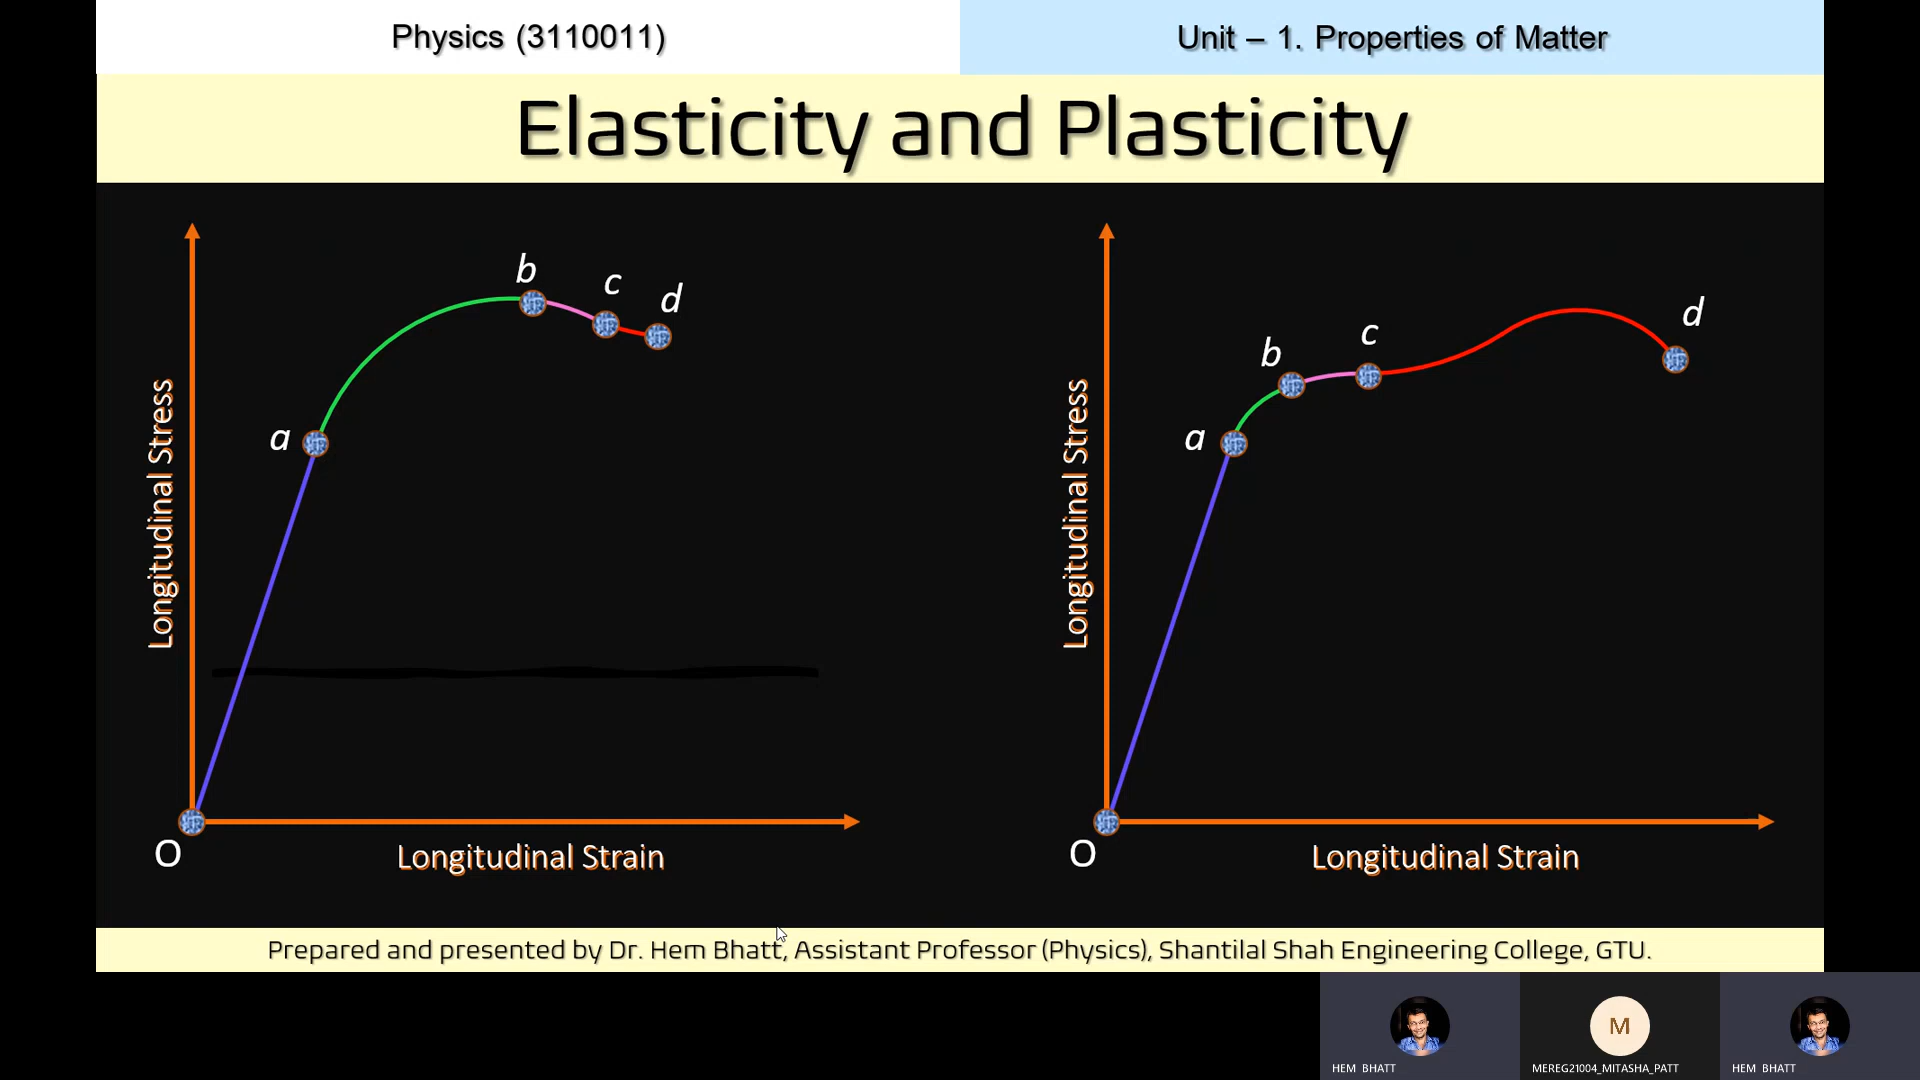 Physics (3110011)
Unit – 1. Properties of Matter
Elasticity and Plasticity
b
c
d
a
Longitudinal Stress
O
Longitudinal Strain
d
c
b
a
Longitudinal Stress
O
Longitudinal Strain
Prepared and presented by Dr. Hem Bhatt, Assistant Professor (Physics), Shantilal Shah Engineering College, GTU.
M
HEM BHATT
MEREG21004_MITASHA_PATT
HEM BHATT